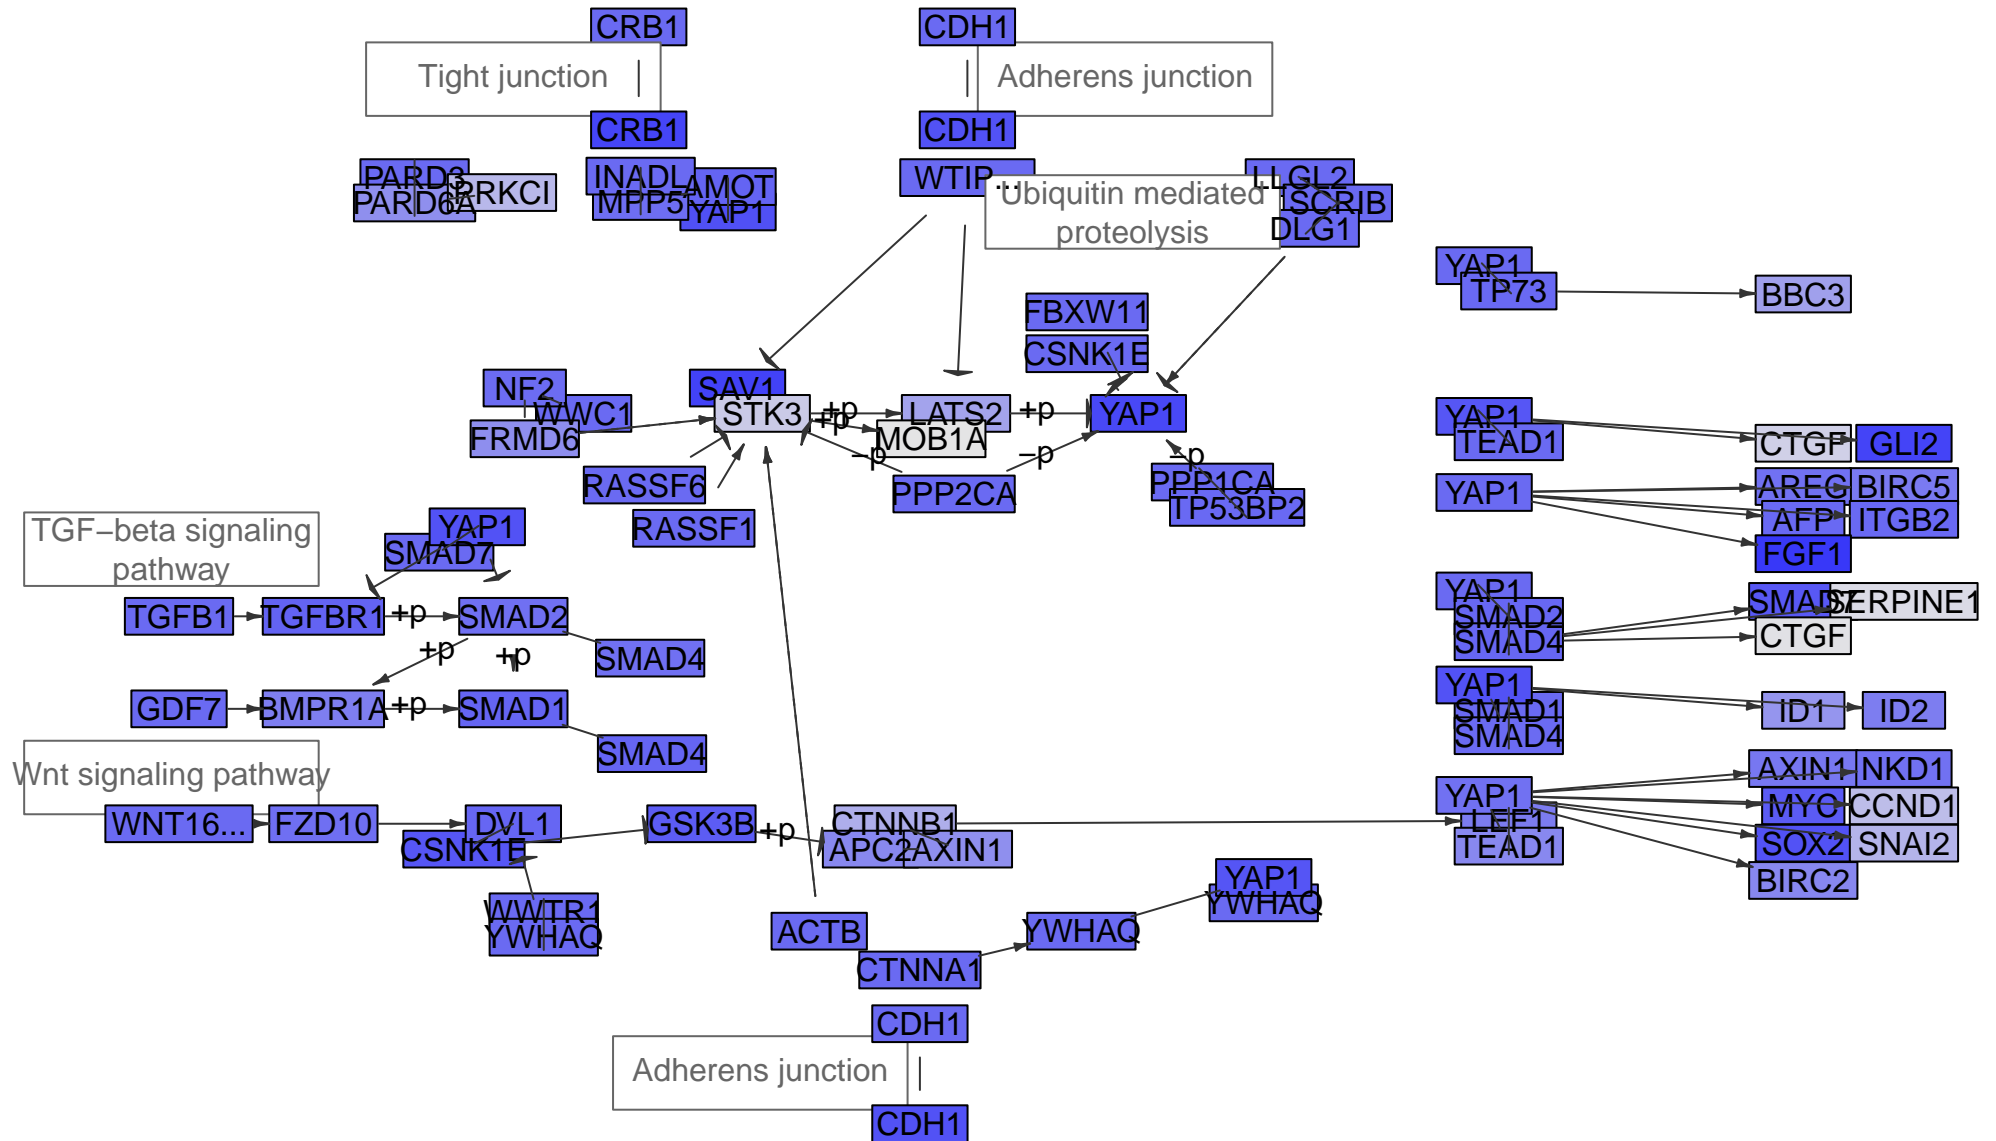 CRB1
CDH1
Tight junction
Adherens junction
CRB1
CDH1
PARD3
PRKCI
PARD6A
INADL
AMOT
MPP5
YAP1
WTIP...
LLGL2
Ubiquitin mediated
proteolysis
SCRIB
DLG1
YAP1
TP73
BBC3
FBXW11
CSNK1E
NF2
WWC1
FRMD6
SAV1
STK3
+p
+p
LATS2
MOB1A
+p
YAP1
−p
−p
−p
RASSF6
RASSF1
PPP2CA
PPP1CA
TP53BP2
YAP1
TEAD1
CTGF
GLI2
YAP1
AREG
BIRC5
AFP
ITGB2
FGF1
TGF−beta signaling
pathway
YAP1
SMAD7
TGFB1
TGFBR1
+p
SMAD2
+p
+p
SMAD4
YAP1
SMAD2
SMAD4
SMAD7
SERPINE1
CTGF
GDF7
BMPR1A
+p
SMAD1
SMAD4
YAP1
SMAD1
SMAD4
ID1
ID2
Wnt signaling pathway
WNT16...
FZD10
DVL1
CSNK1E
GSK3B
+p
CTNNB1
APC2
AXIN1
YAP1
LEF1
TEAD1
AXIN1
NKD1
MYC
CCND1
SOX2
SNAI2
BIRC2
WWTR1
YWHAQ
ACTB
CTNNA1
YWHAQ
YAP1
YWHAQ
CDH1
Adherens junction
CDH1